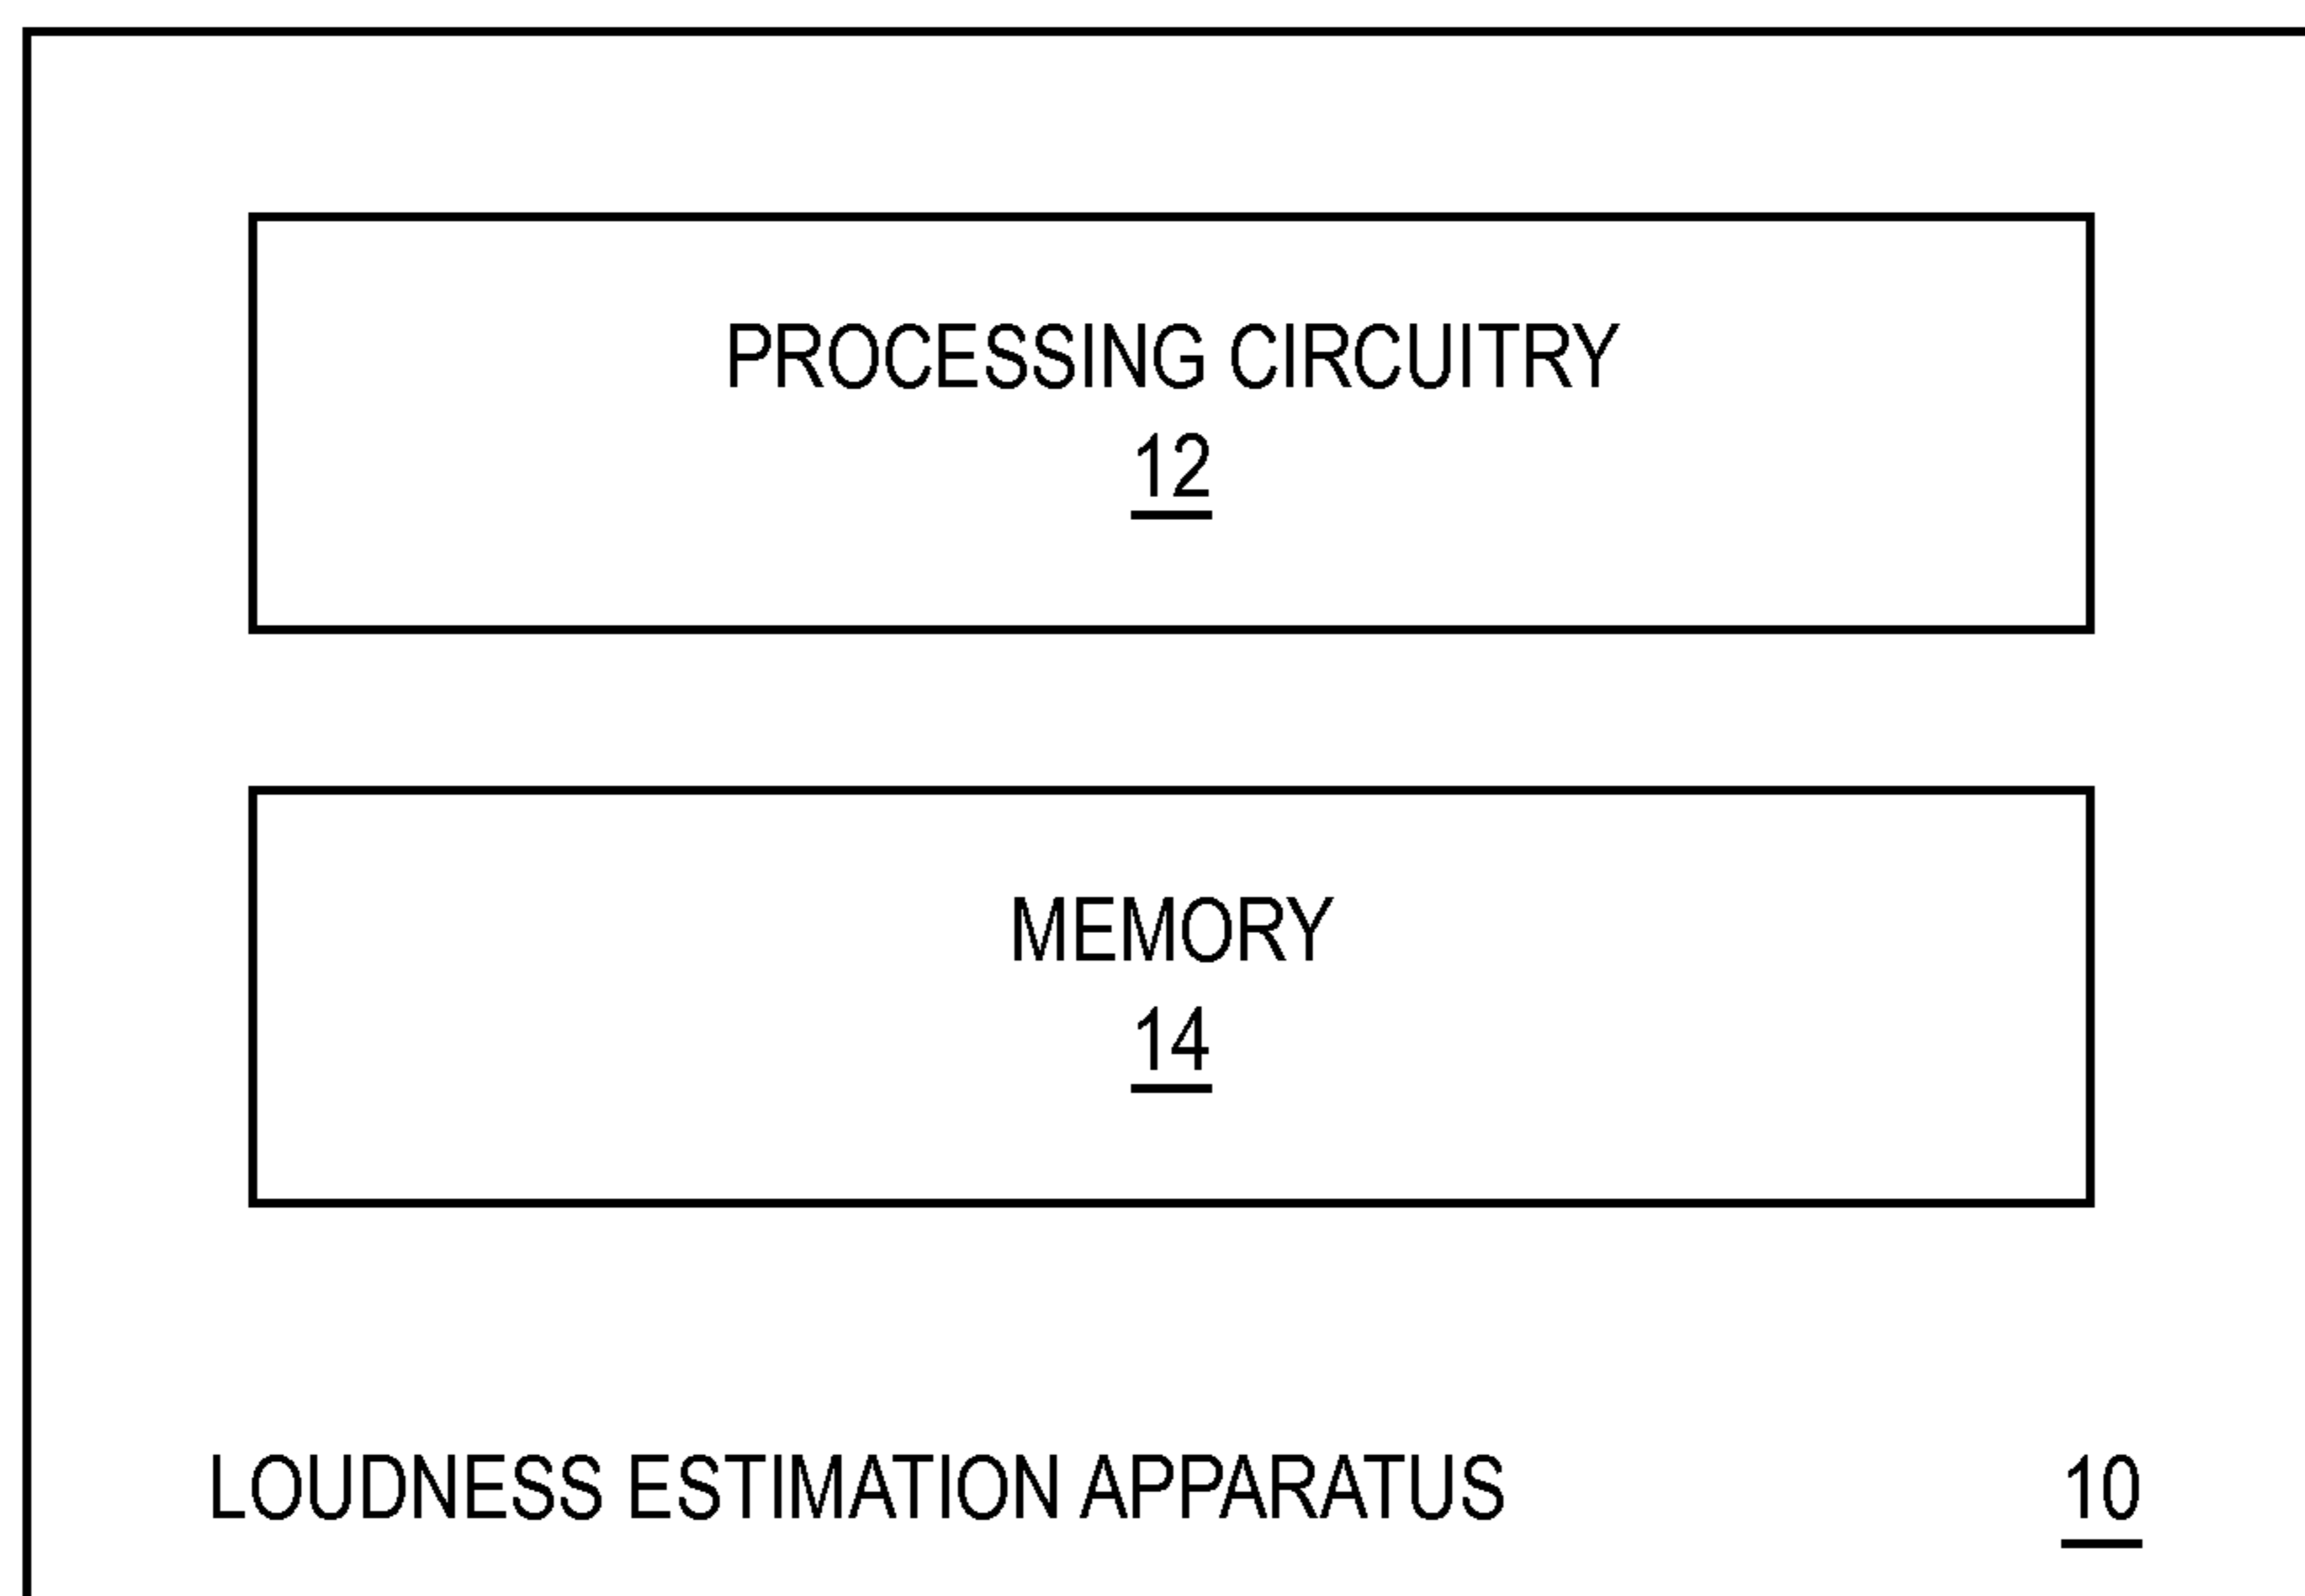 PROCESSING CIRCUITRY
12
MEMORY
14
LOUDNESS ESTIMATION APPARATUS 10